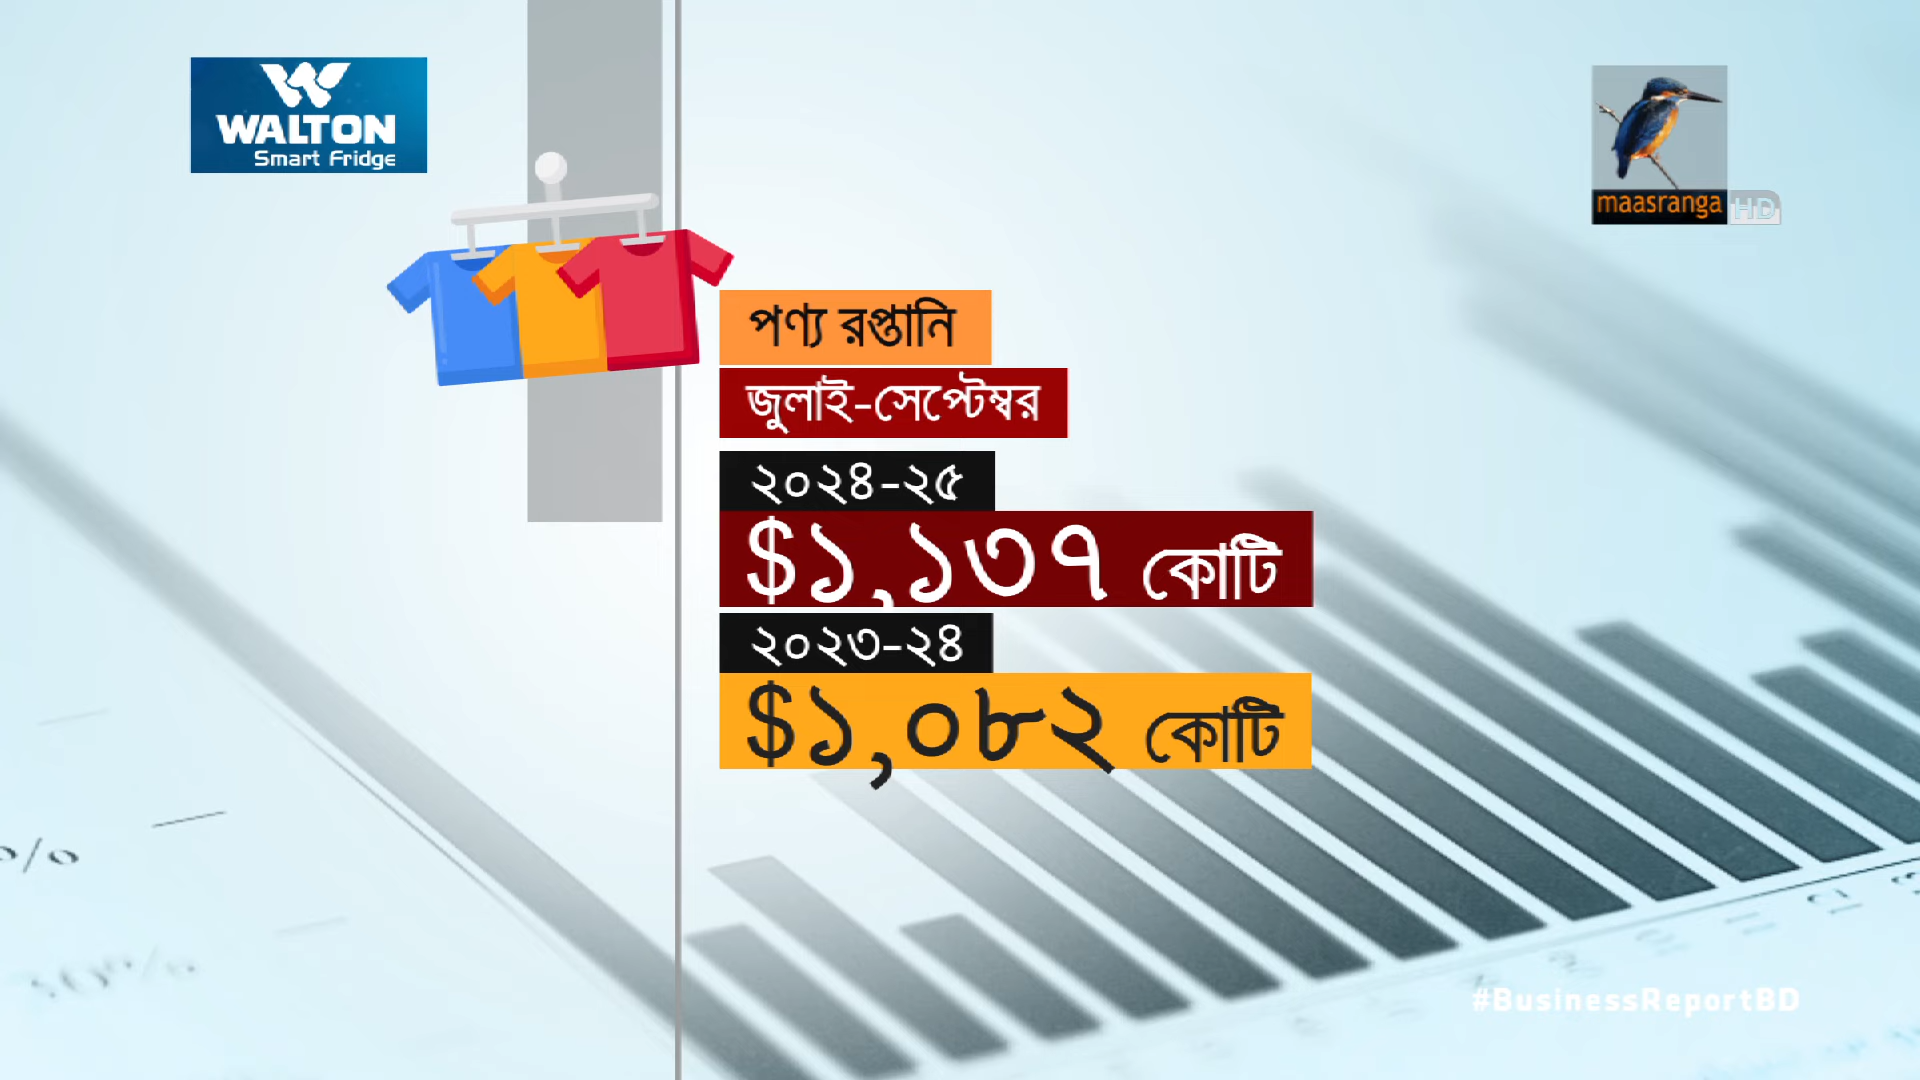 WALTON
Smart Fridge
maasranga HD
পণ্য রপ্তানি
জুলাই-সেপ্টেম্বর
২০২৪-২৫
$১,১৩৭ কোটি
২০২৩-২৪
$১,০৮২ কোটি
#BusinessReportBD